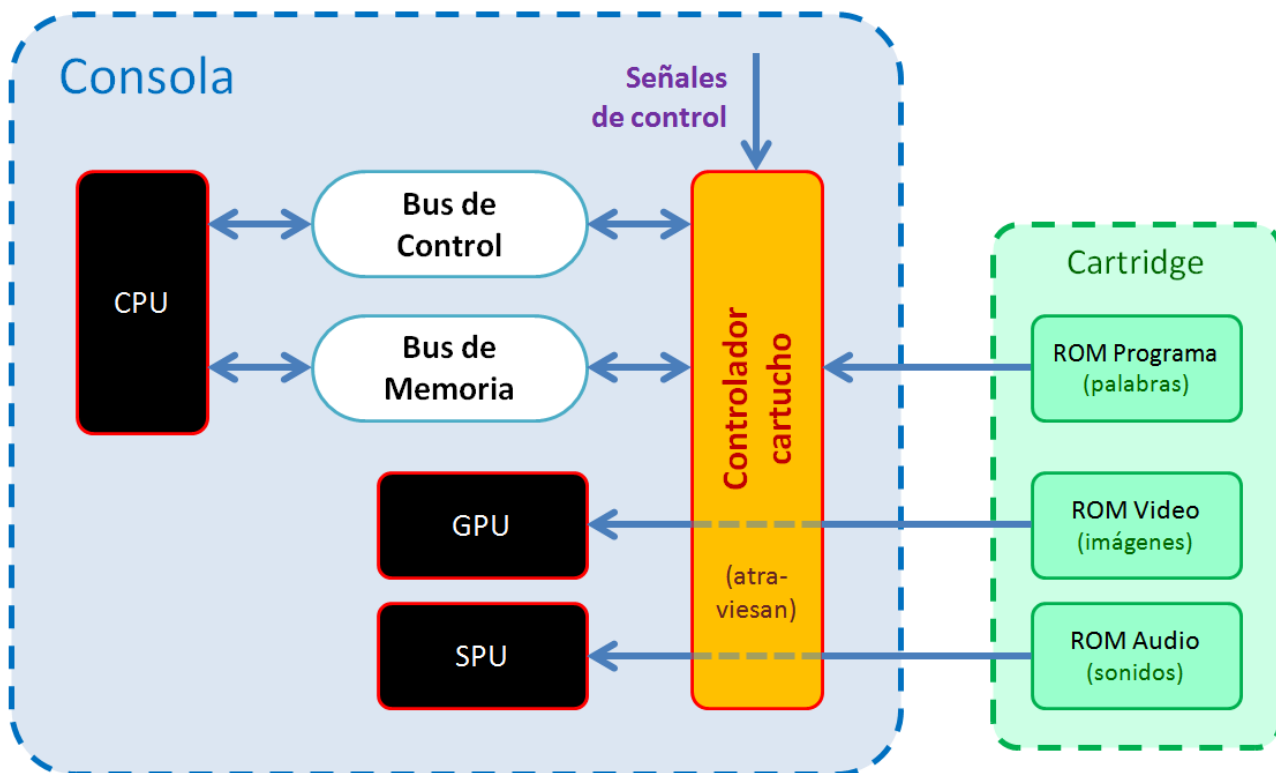 Consola
Señales
de control
Bus de
Control
CPU
Bus de
Memoria
Controlador
cartucho
GPU
(atra-
viesan)
SPU
Cartridge
ROM Programa
(palabras)
ROM Video
(imágenes)
ROM Audio
(sonidos)